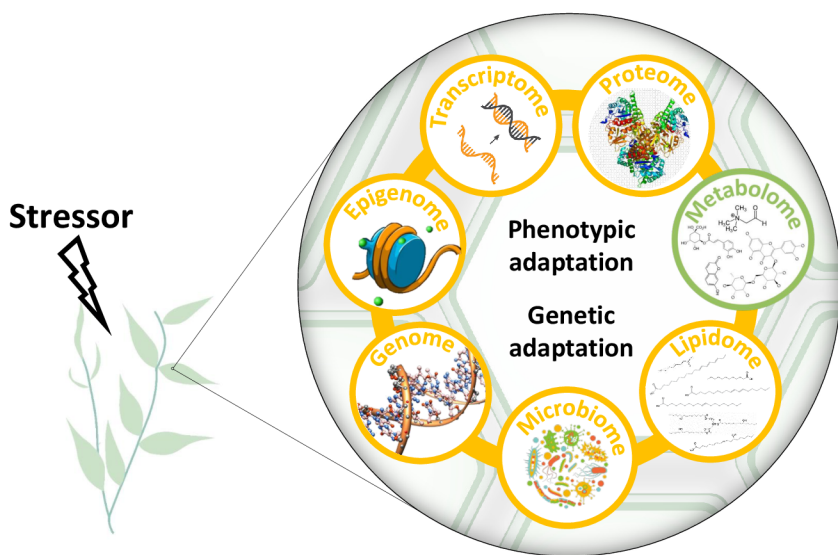 Stressor
Transcriptome
Proteome
Epigenome
Metabolome
Phenotypic
adaptation
Genetic
adaptation
Genome
Lipidome
Microbiome